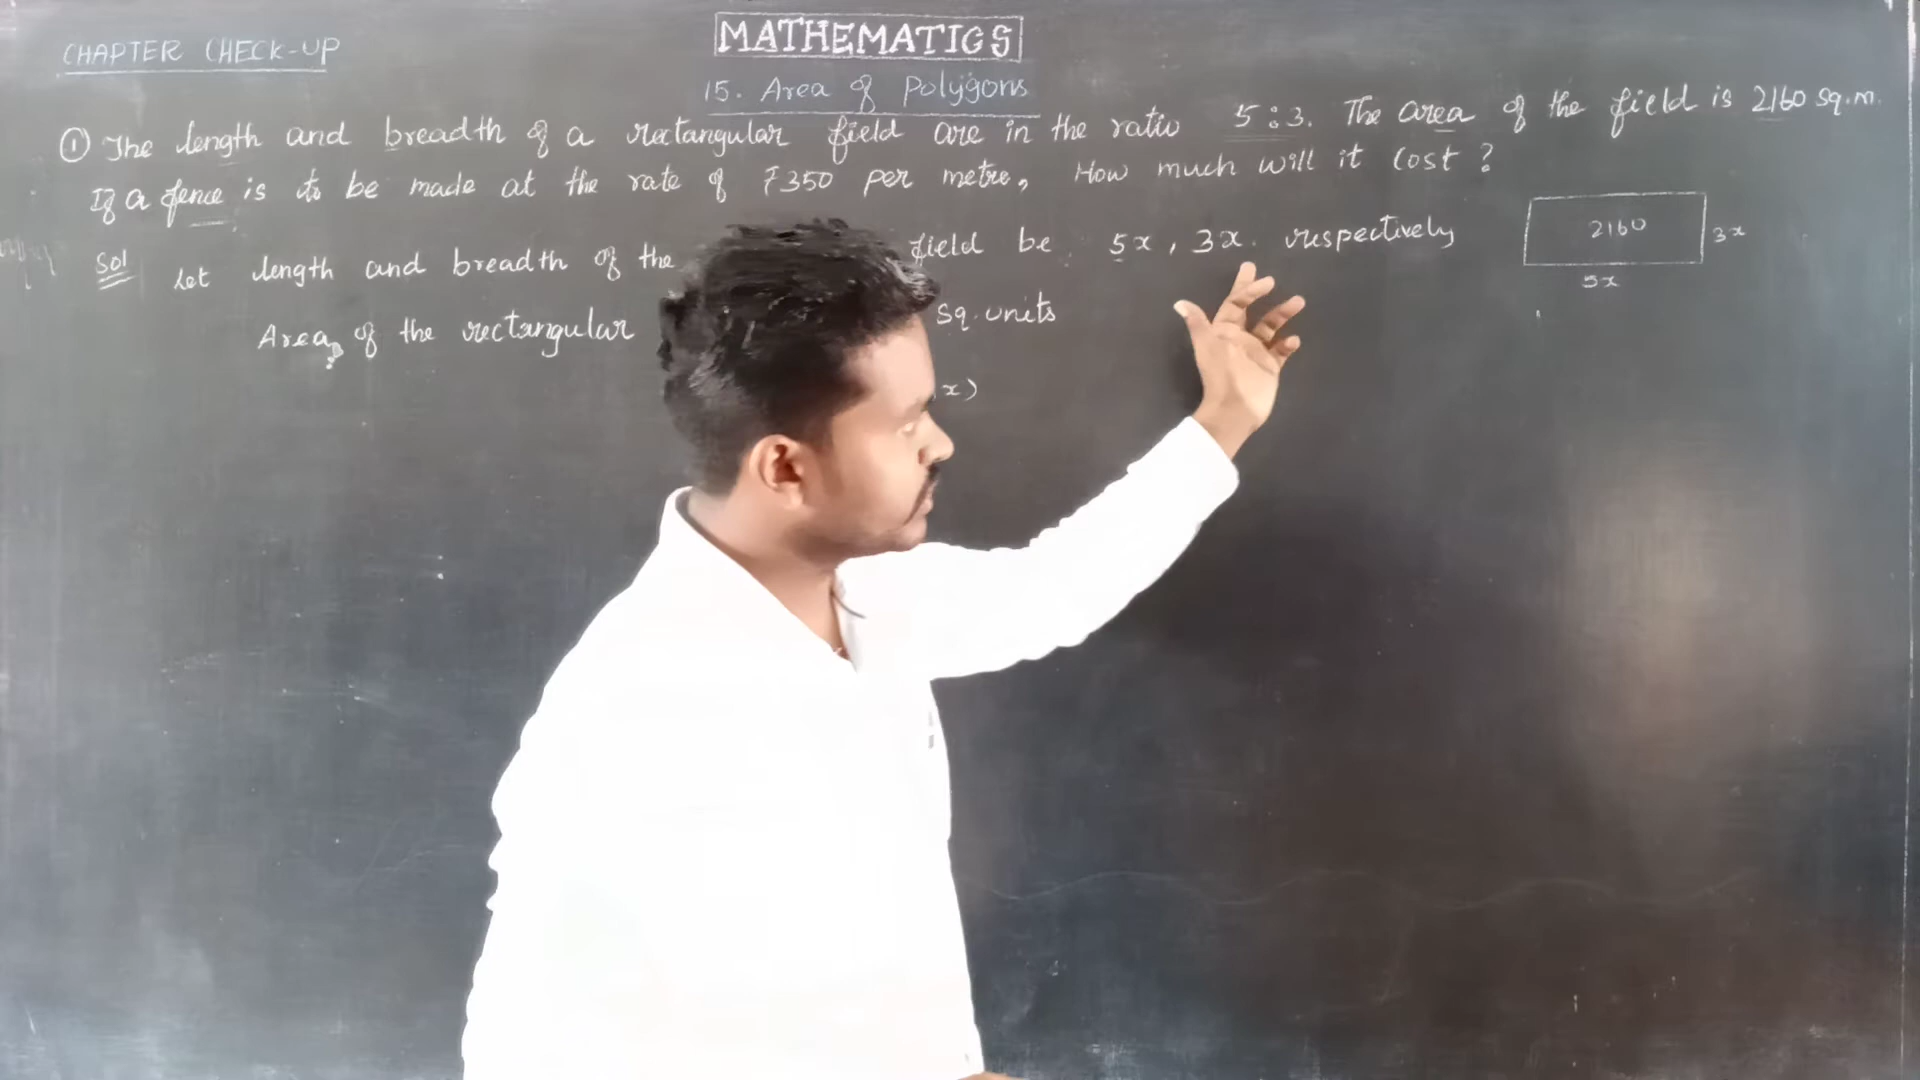 CHAPTER CHECK-UP
MATHEMATICS
15. Area of Polygons
① The length and breadth of a rectangular field are in the ratio 5:3. The area of the field is 2160 sq.m.
If a fence is to be made at the rate of ₹350 per metre, How much will it cost?
Sol Let length and breadth of the field be 5x, 3x respectively
2160
3x
5x
Area of the rectangular sq.units
x)